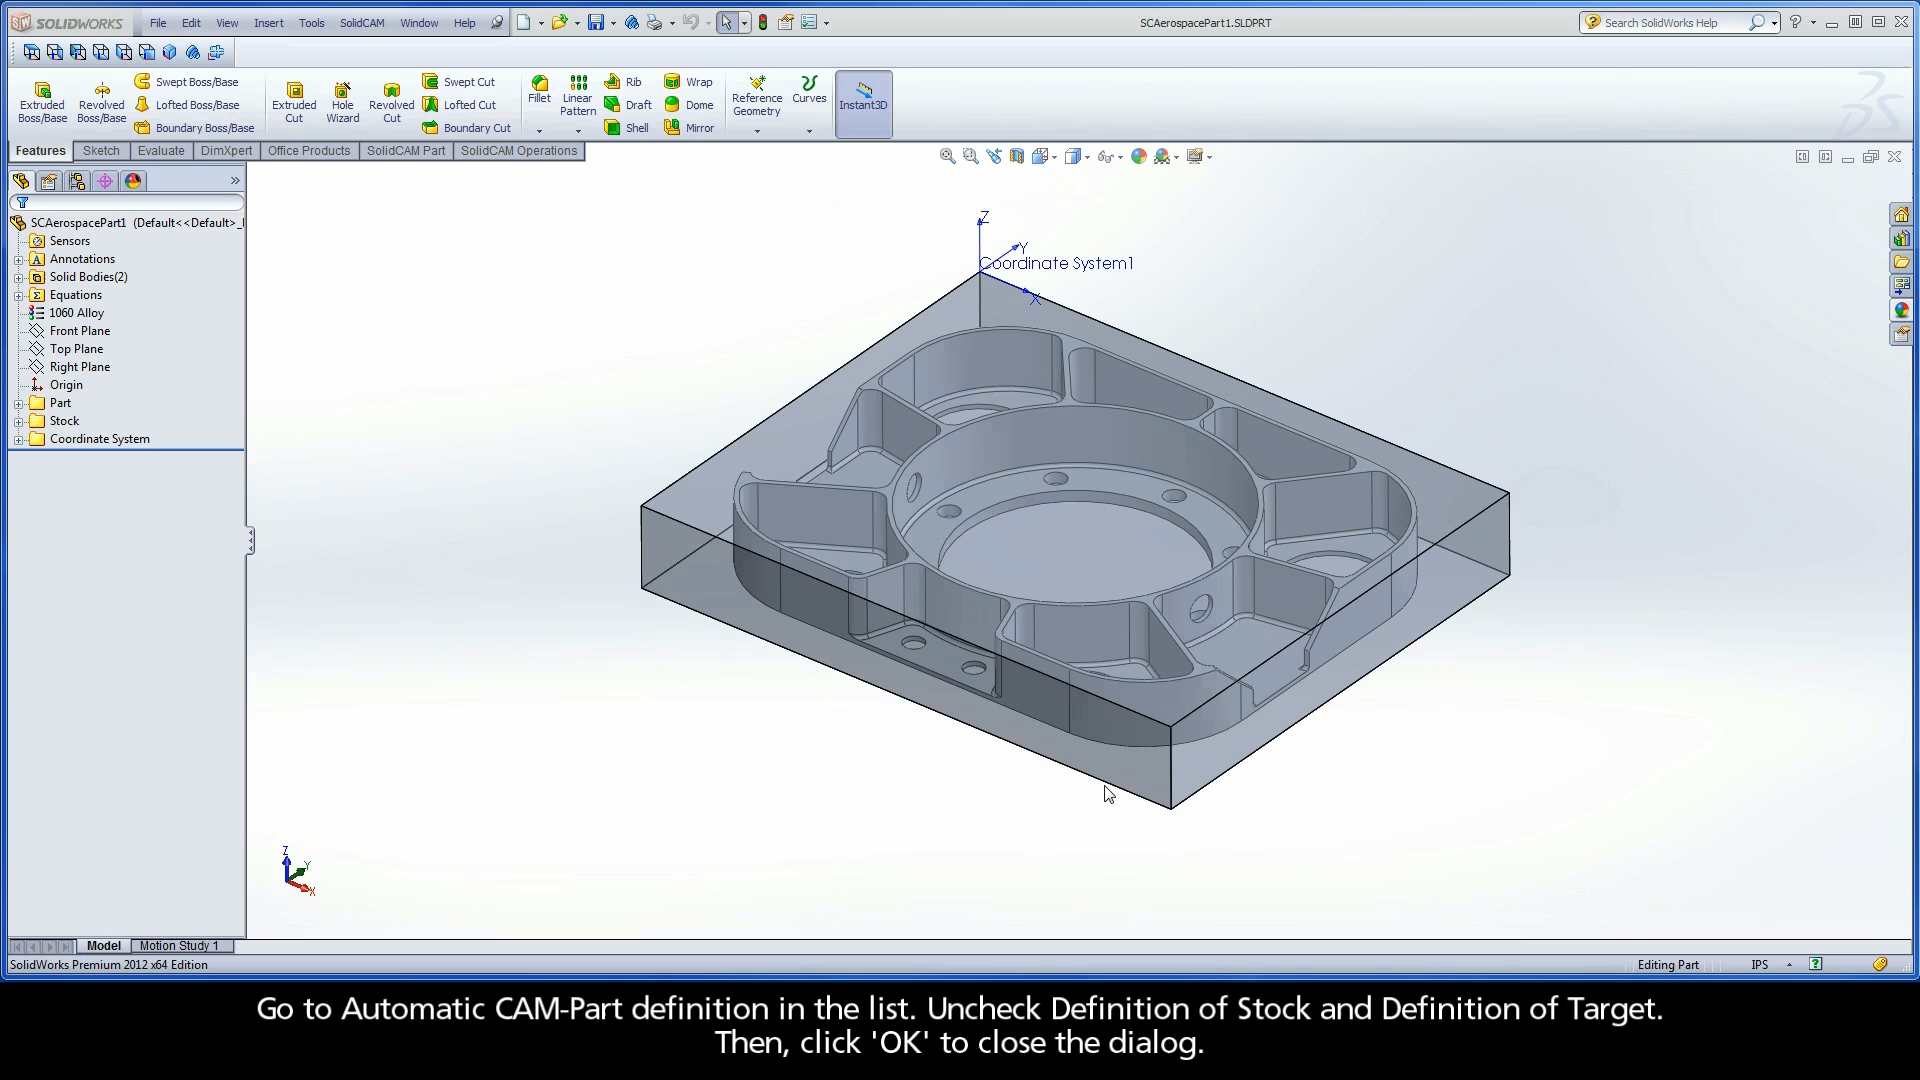 SOLIDWORKS File Edit View Insert Tools SolidCAM Window Help SCAerospacePart1.SLDPRT Search SolidWorks Help
Extruded Boss/Base
Revolved Boss/Base
Swept Boss/Base
Lofted Boss/Base
Boundary Boss/Base
Extruded Cut
Hole Wizard
Revolved Cut
Swept Cut
Lofted Cut
Boundary Cut
Fillet
Linear Pattern
Rib
Draft
Shell
Wrap
Dome
Mirror
Reference Geometry
Curves
Instant3D
Features Sketch Evaluate DimXpert Office Products SolidCAM Part SolidCAM Operations
SCAerospacePart1 (Default<<Default>_
Sensors
Annotations
Solid Bodies(2)
Equations
1060 Alloy
Front Plane
Top Plane
Right Plane
Origin
Part
Stock
Coordinate System
Z
Y
Coordinate System1
X
Z
Y
X
Model Motion Study 1
SolidWorks Premium 2012 x64 Edition Editing Part IPS
Go to Automatic CAM-Part definition in the list. Uncheck Definition of Stock and Definition of Target.
Then, click 'OK' to close the dialog.